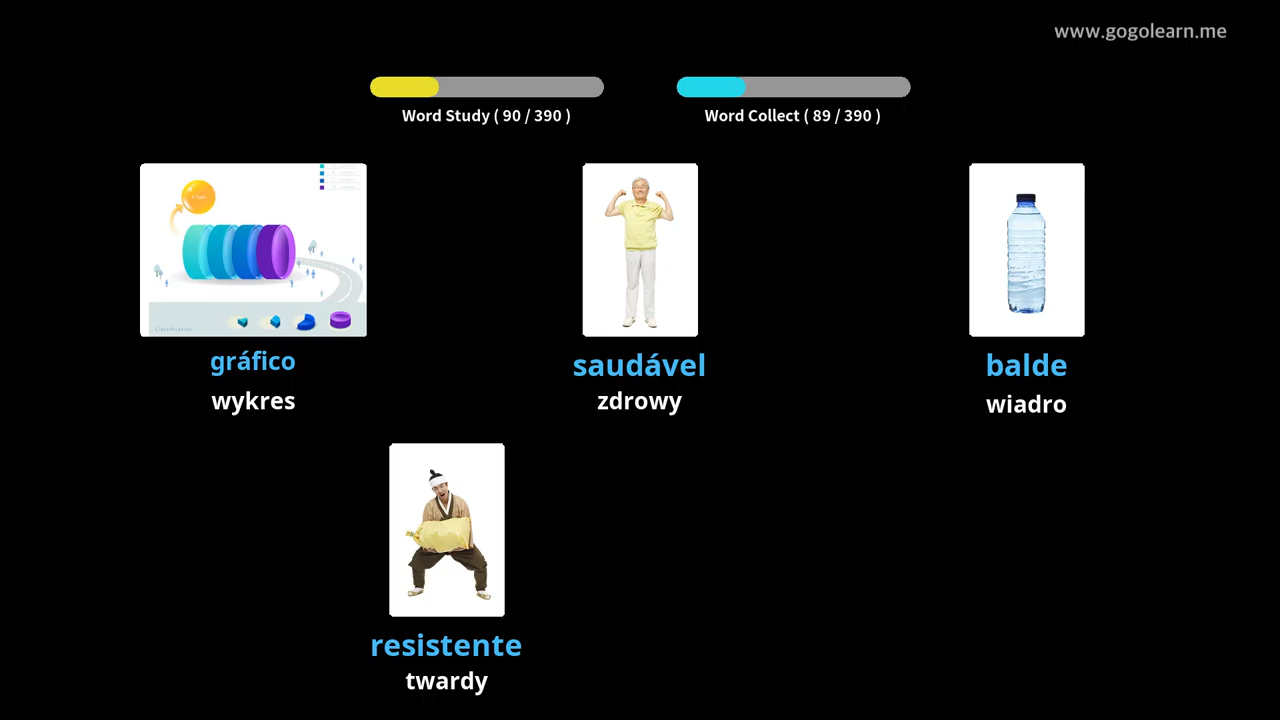 www.gogolearn.me
Word Study ( 90 / 390 )
Word Collect ( 89 / 390 )
gráfico
wykres
saudável
zdrowy
balde
wiadro
resistente
twardy